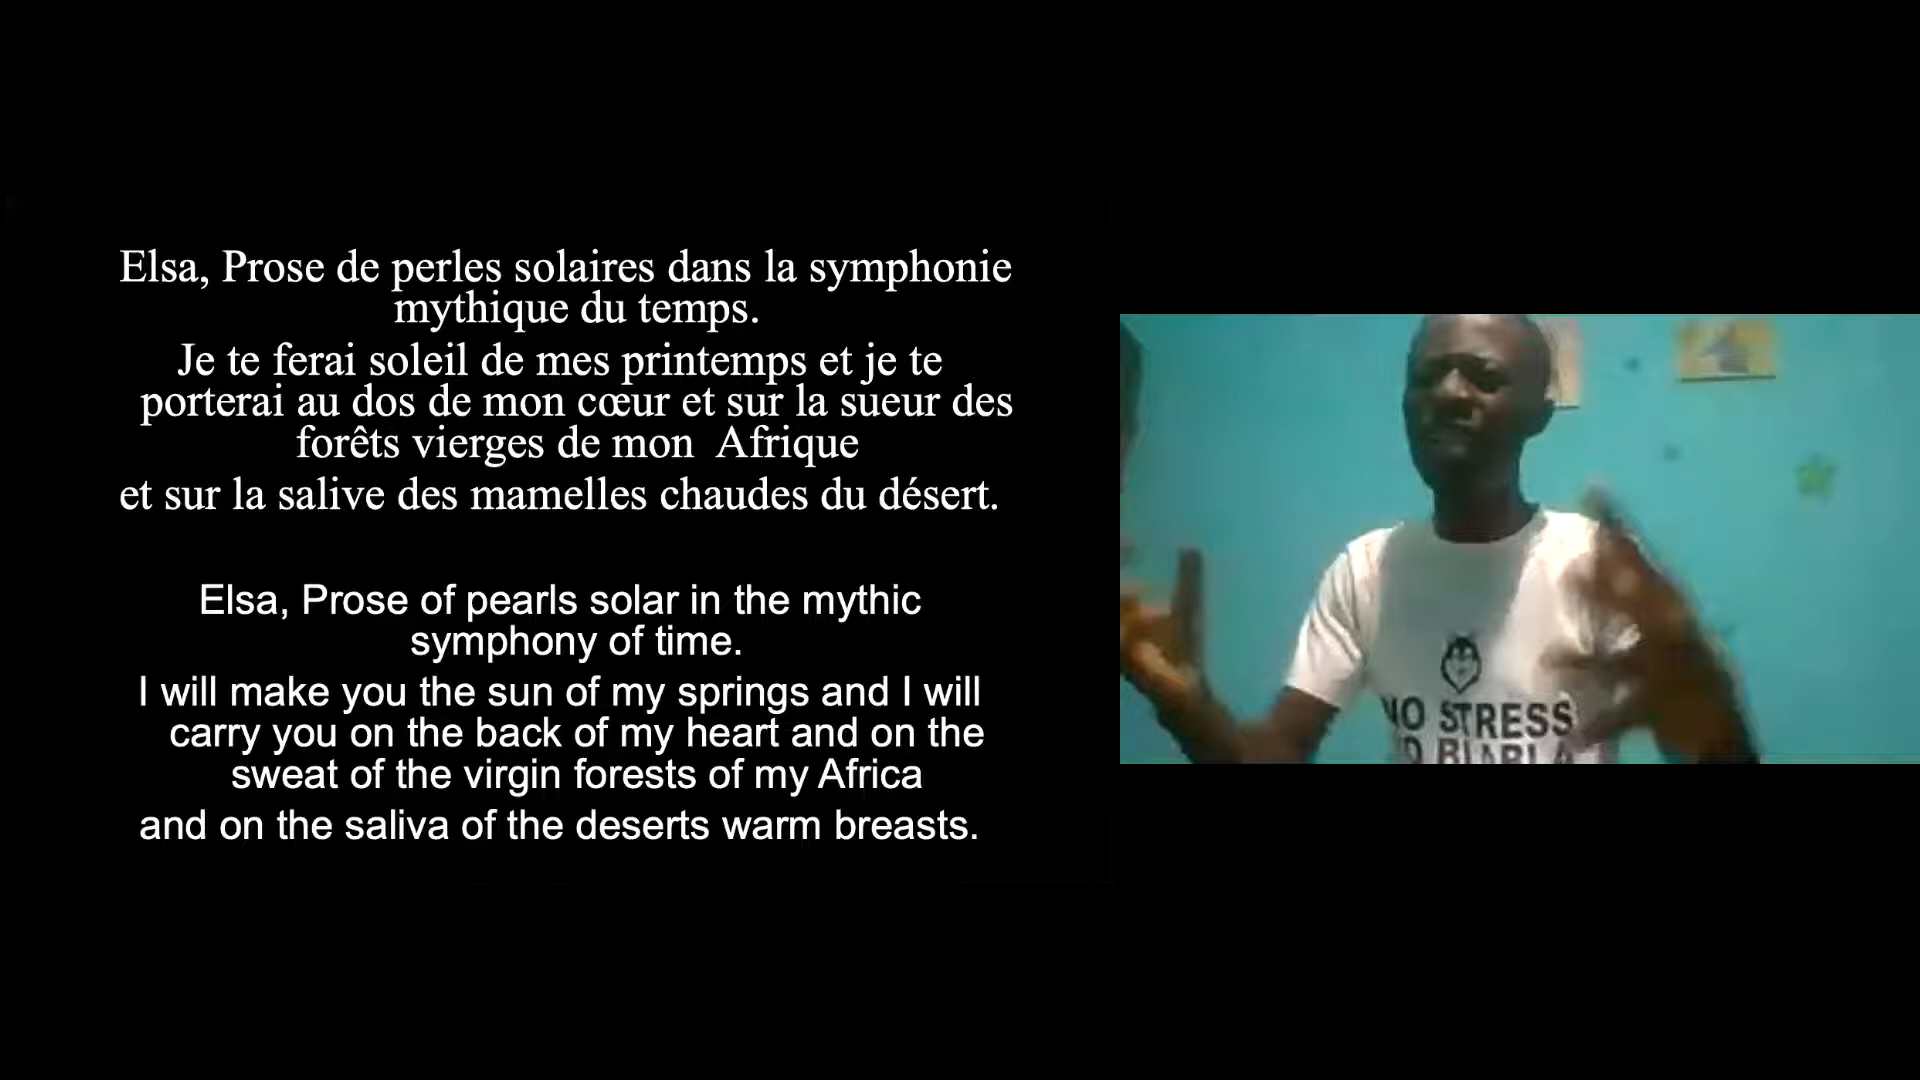 Elsa, Prose de perles solaires dans la symphonie
mythique du temps.
Je te ferai soleil de mes printemps et je te
porterai au dos de mon cœur et sur la sueur des
forêts vierges de mon Afrique
et sur la salive des mamelles chaudes du désert.
Elsa, Prose of pearls solar in the mythic
symphony of time.
I will make you the sun of my springs and I will
carry you on the back of my heart and on the
sweat of the virgin forests of my Africa
and on the saliva of the deserts warm breasts.
NO STRESS